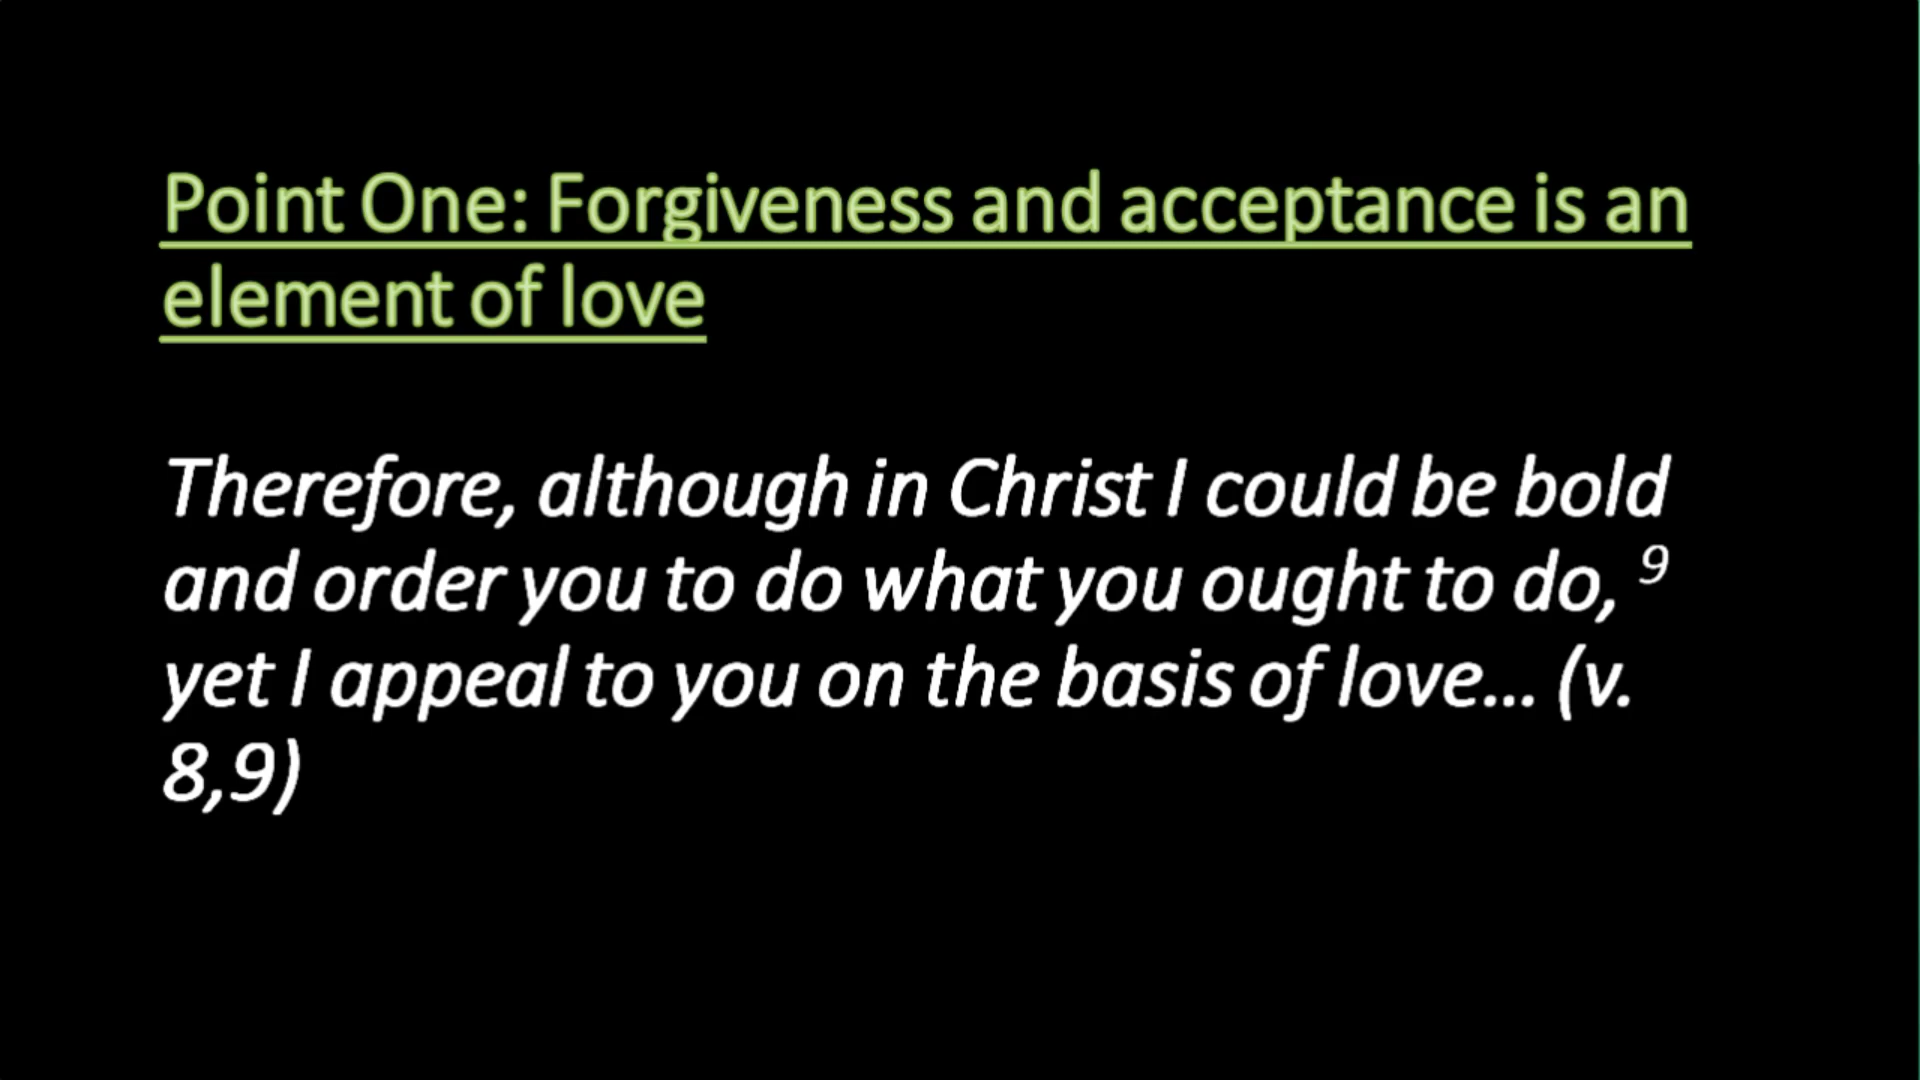 Point One: Forgiveness and acceptance is an
element of love
Therefore, although in Christ I could be bold
and order you to do what you ought to do, ⁹
yet I appeal to you on the basis of love... (v.
8,9)